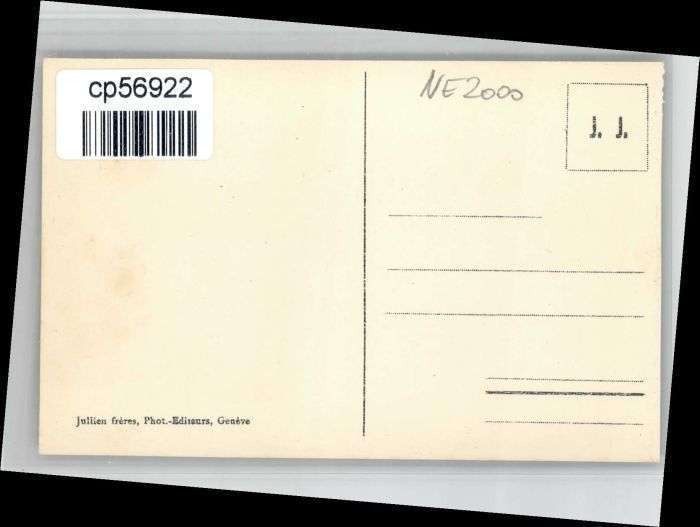 cp56922
NE2000
J. J.
Jullien frères, Phot.-Editeurs, Genève